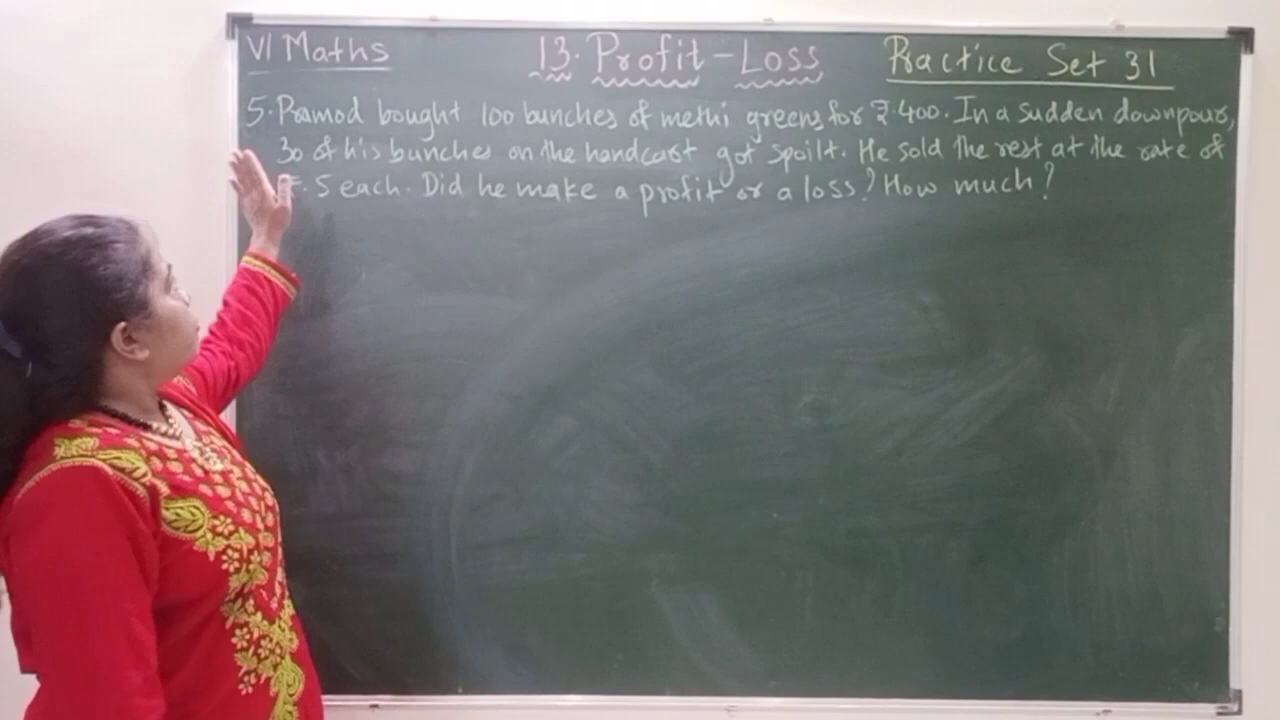 VI Maths 13. Profit - Loss Practice Set 31
5. Pramod bought 100 bunches of methi greens for ₹.400. In a sudden downpour,
30 of his bunches on the handcart got spoilt. He sold the rest at the rate of
₹. 5 each. Did he make a profit or a loss? How much?